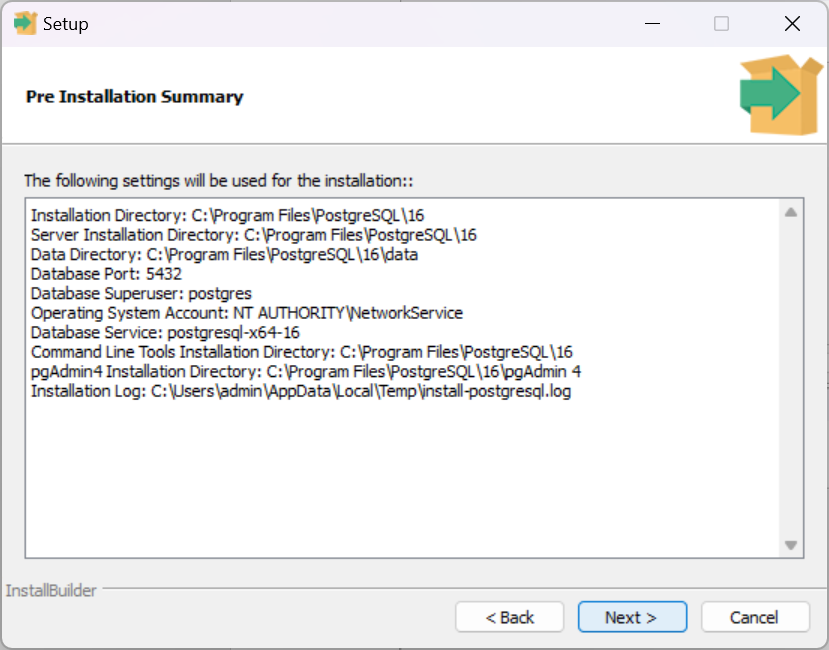 Setup
Pre Installation Summary
The following settings will be used for the installation::
Installation Directory: C:\Program Files\PostgreSQL\16
Server Installation Directory: C:\Program Files\PostgreSQL\16
Data Directory: C:\Program Files\PostgreSQL\16\data
Database Port: 5432
Database Superuser: postgres
Operating System Account: NT AUTHORITY\NetworkService
Database Service: postgresql-x64-16
Command Line Tools Installation Directory: C:\Program Files\PostgreSQL\16
pgAdmin4 Installation Directory: C:\Program Files\PostgreSQL\16\pgAdmin 4
Installation Log: C:\Users\admin\AppData\Local\Temp\install-postgresql.log
InstallBuilder
< Back
Next >
Cancel